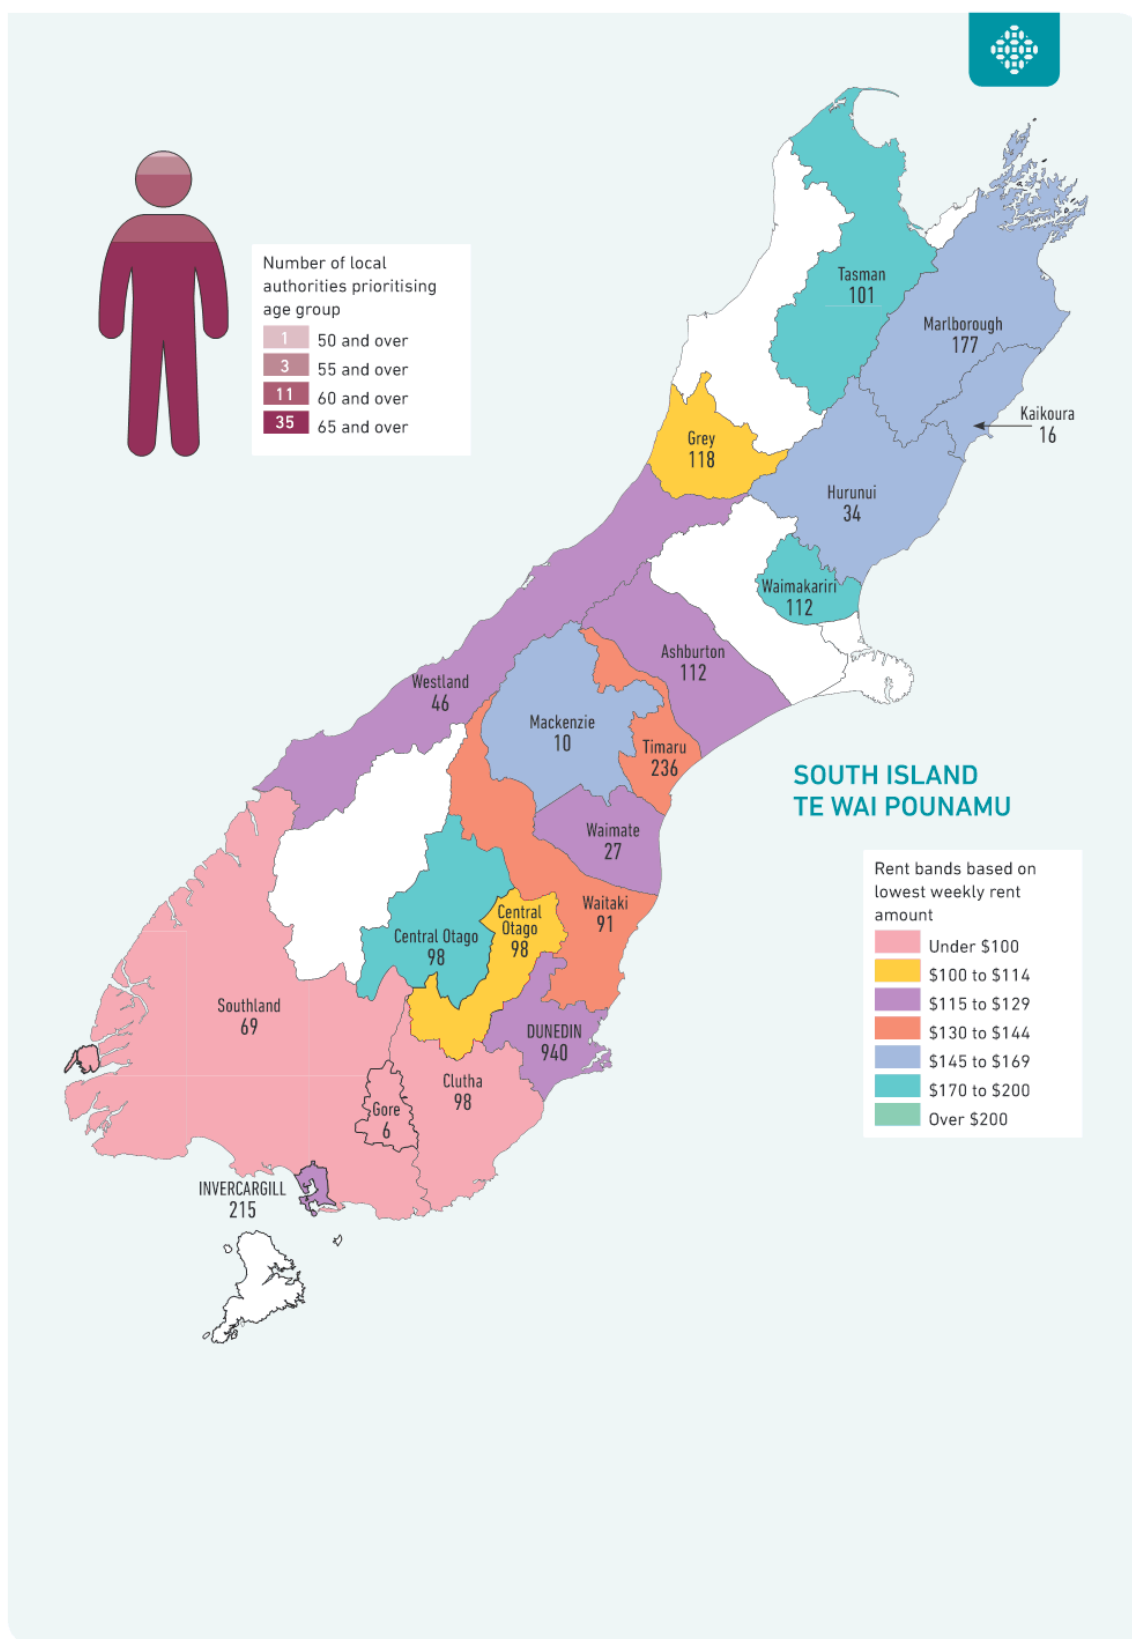 Number of local
authorities prioritising
age group
1 50 and over
3 55 and over
11 60 and over
35 65 and over
Tasman
101
Marlborough
177
Kaikoura
16
Grey
118
Hurunui
34
Waimakariri
112
Ashburton
112
Westland
46
Mackenzie
10
Timaru
236
SOUTH ISLAND
TE WAI POUNAMU
Waimate
27
Rent bands based on
lowest weekly rent
amount
Under $100
$100 to $114
$115 to $129
$130 to $144
$145 to $169
$170 to $200
Over $200
Waitaki
91
Central
Otago
98
Central Otago
98
Southland
69
DUNEDIN
940
Clutha
98
Gore
6
INVERCARGILL
215